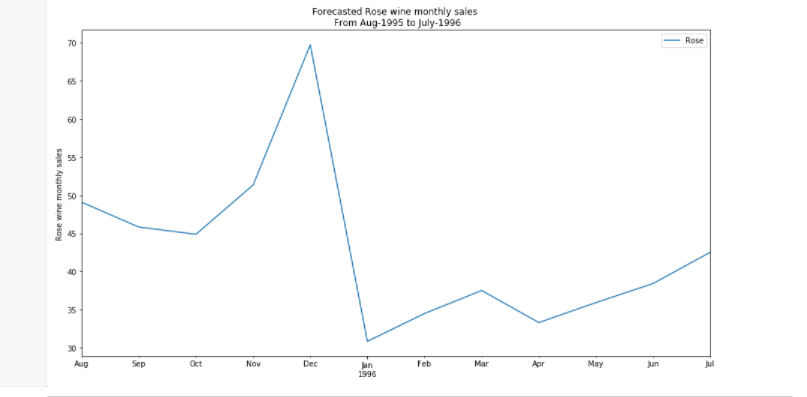 Forecasted Rose wine monthly sales
From Aug-1995 to July-1996
Rose
Rose wine monthly sales
70
65
60
55
50
45
40
35
30
Aug Sep Oct Nov Dec Jan Feb Mar Apr May Jun Jul
1996